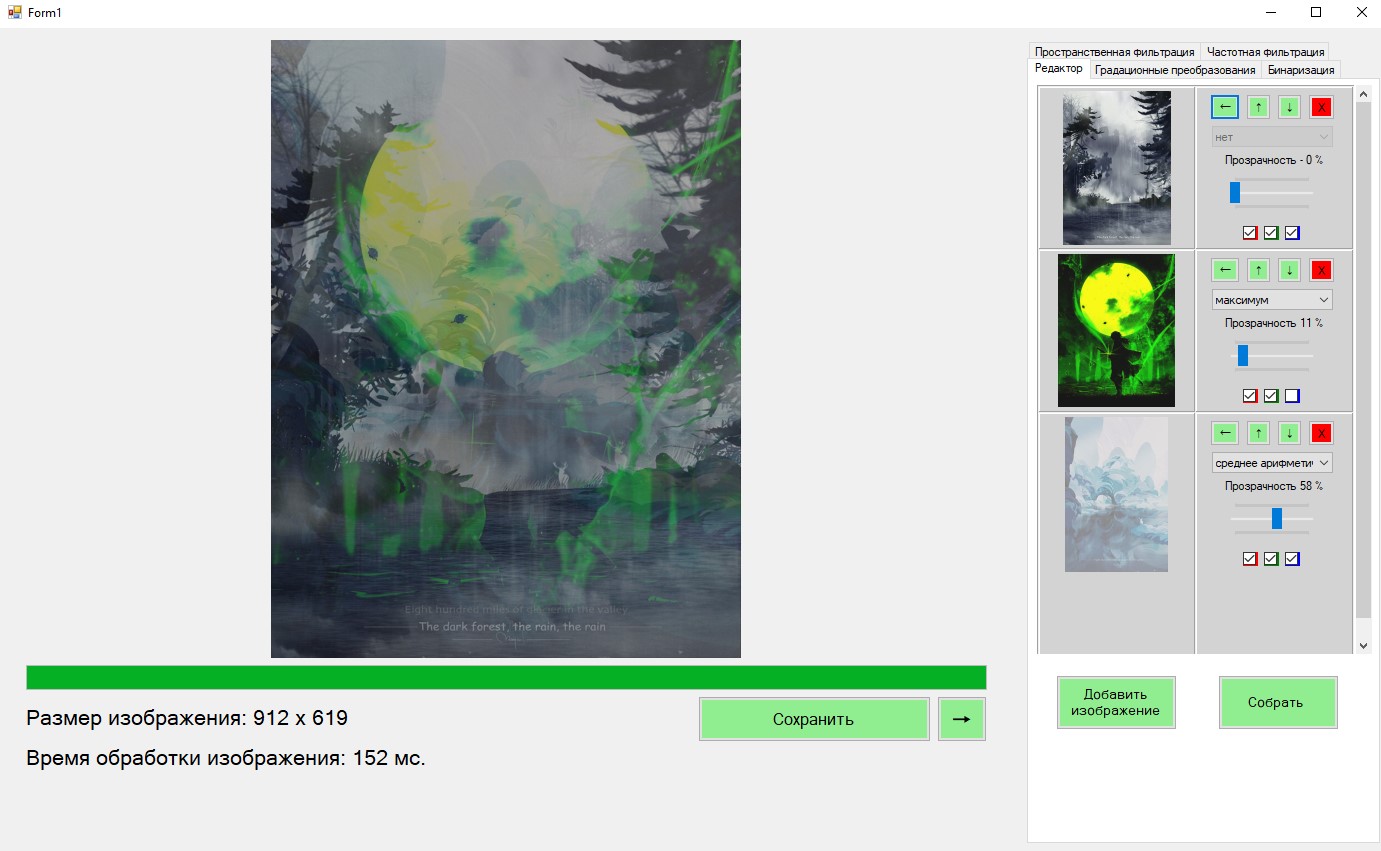 Form1
Пространственная фильтрация
Частотная фильтрация
Редактор
Градационные преобразования
Бинаризация
←
↑
↓
X
нет
Прозрачность - 0 %
←
↑
↓
X
максимум
Прозрачность 11 %
←
↑
↓
X
среднее арифмети
Прозрачность 58 %
Eight hundred miles of in the valley
The dark forest, the rain, the rain
Размер изображения: 912 x 619
Сохранить
→
Время обработки изображения: 152 мс.
Добавить
изображение
Собрать